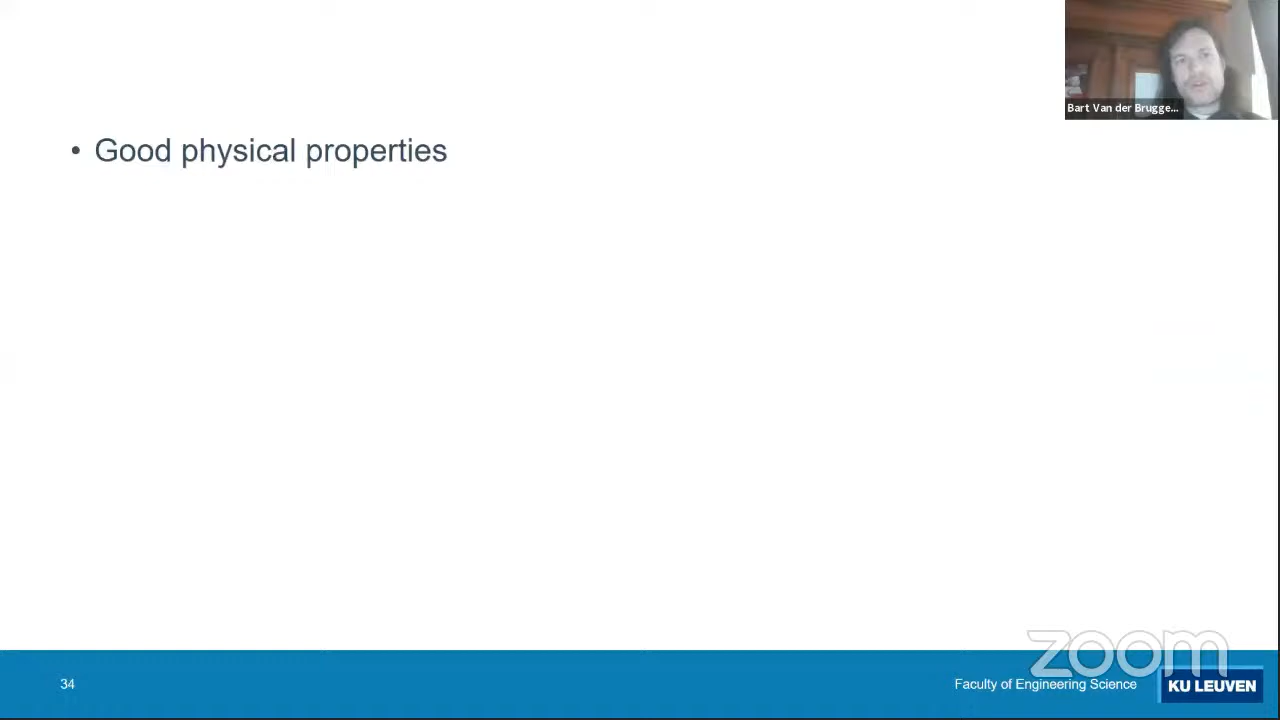 Bart Van der Brugge...
• Good physical properties
zoom
34
Faculty of Engineering Science
KU LEUVEN